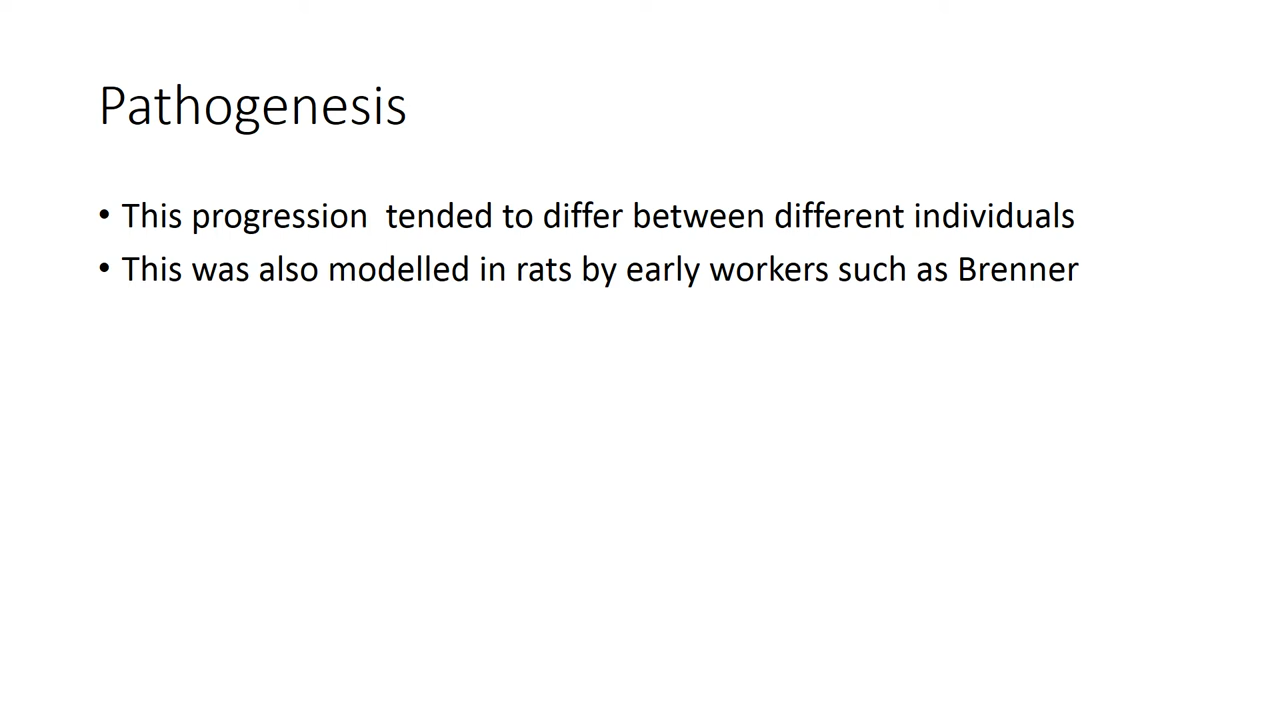 Pathogenesis
• This progression  tended to differ between different individuals
• This was also modelled in rats by early workers such as Brenner